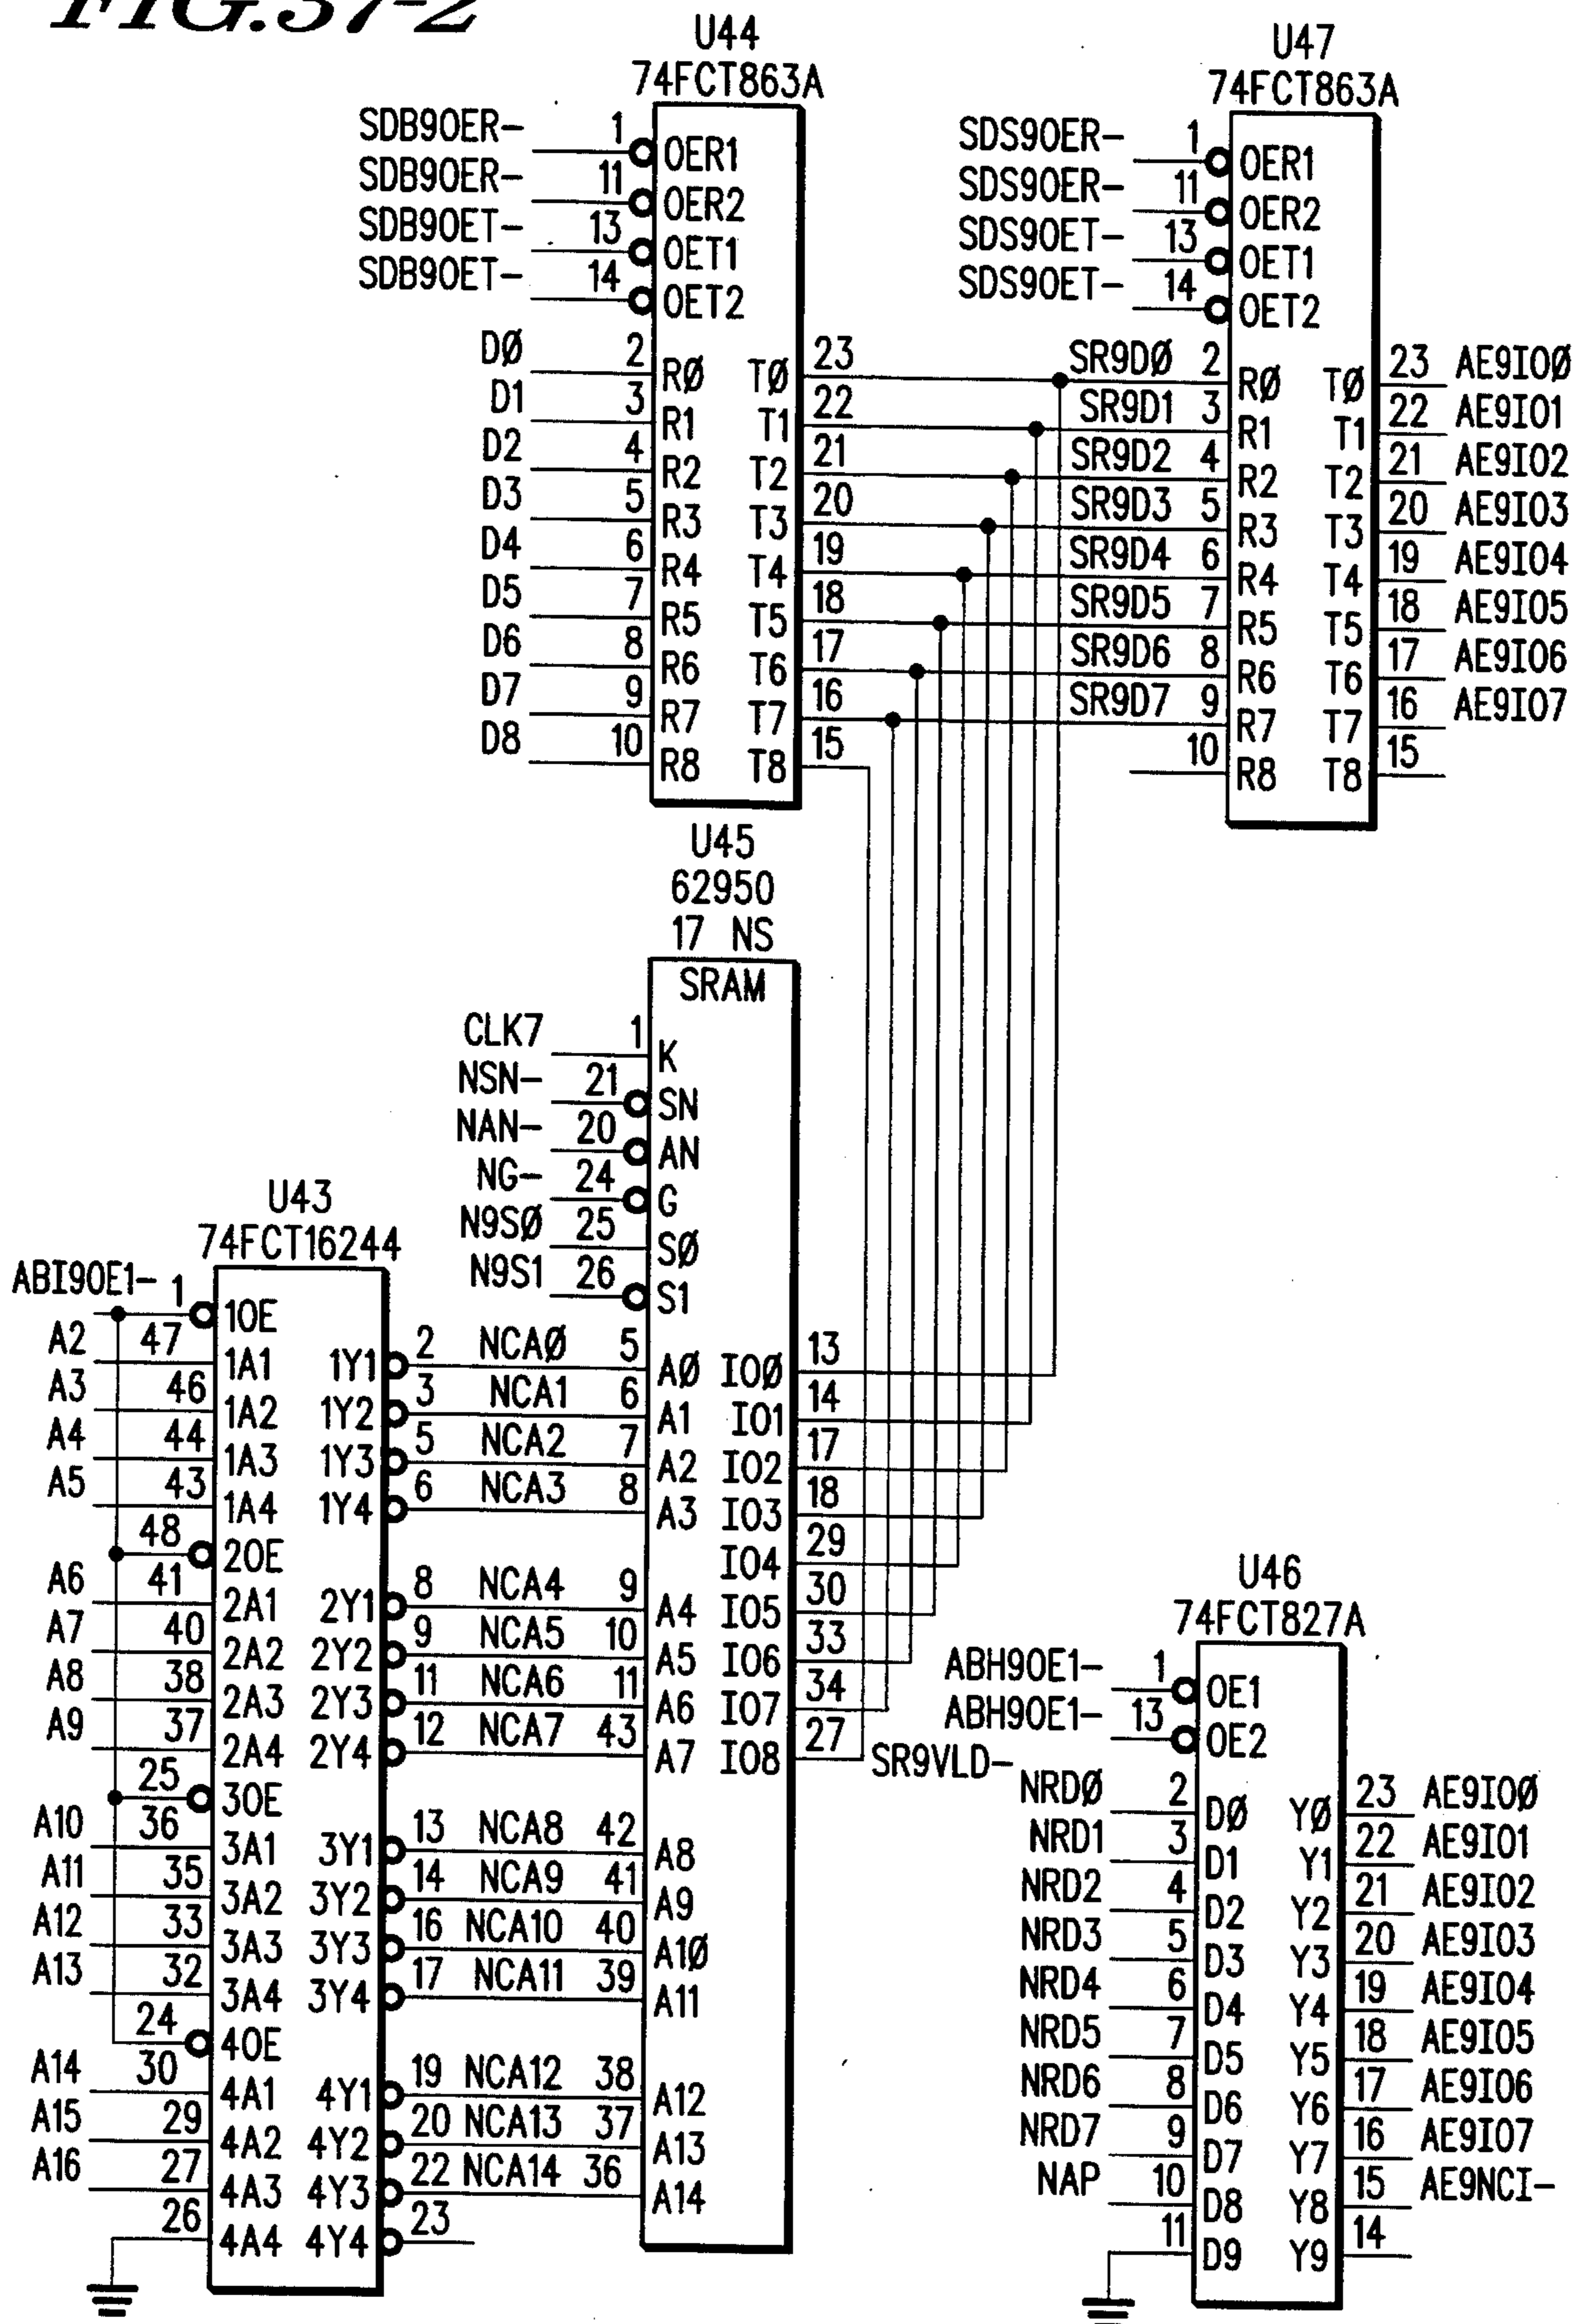 FIG.37-2
U44
74FCT863A
SDB9OER- 1 OER1
SDB9OER- 11 OER2
SDB9OET- 13 OET1
SDB9OET- 14 OET2
DØ 2 RØ TØ 23
D1 3 R1 T1 22
D2 4 R2 T2 21
D3 5 R3 T3 20
D4 6 R4 T4 19
D5 7 R5 T5 18
D6 8 R6 T6 17
D7 9 R7 T7 16
D8 10 R8 T8 15
U47
74FCT863A
SDS9OER- 1 OER1
SDS9OER- 11 OER2
SDS9OET- 13 OET1
SDS9OET- 14 OET2
SR9DØ 2 RØ TØ 23 AE9IOØ
SR9D1 3 R1 T1 22 AE9IO1
SR9D2 4 R2 T2 21 AE9IO2
SR9D3 5 R3 T3 20 AE9IO3
SR9D4 6 R4 T4 19 AE9IO4
SR9D5 7 R5 T5 18 AE9IO5
SR9D6 8 R6 T6 17 AE9IO6
SR9D7 9 R7 T7 16 AE9IO7
10 R8 T8 15
U45
62950
17 NS
SRAM
CLK7 1 K
NSN- 21 SN
NAN- 20 AN
NG- 24 G
N9SØ 25 SØ
N9S1 26 S1
NCAØ 5 AØ IOØ 13
NCA1 6 A1 IO1 14
NCA2 7 A2 IO2 17
NCA3 8 A3 IO3 18
IO4 29
NCA4 9 A4 IO5 30
NCA5 10 A5 IO6 33
NCA6 11 A6 IO7 34
NCA7 43 A7 IO8 27 SR9VLD-
NCA8 42 A8
NCA9 41 A9
NCA10 40 A1Ø
NCA11 39 A11
NCA12 38 A12
NCA13 37 A13
NCA14 36 A14
U43
74FCT16244
ABI9OE1- 1 1OE
A2 47 1A1 1Y1 2
A3 46 1A2 1Y2 3
A4 44 1A3 1Y3 5
A5 43 1A4 1Y4 6
48 2OE
A6 41 2A1 2Y1 8
A7 40 2A2 2Y2 9
A8 38 2A3 2Y3 11
A9 37 2A4 2Y4 12
25 3OE
A10 36 3A1 3Y1 13
A11 35 3A2 3Y2 14
A12 33 3A3 3Y3 16
A13 32 3A4 3Y4 17
24 4OE
A14 30 4A1 4Y1 19
A15 29 4A2 4Y2 20
A16 27 4A3 4Y3 22
26 4A4 4Y4 23
U46
74FCT827A
ABH9OE1- 1 OE1
ABH9OE1- 13 OE2
NRDØ 2 DØ YØ 23 AE9IOØ
NRD1 3 D1 Y1 22 AE9IO1
NRD2 4 D2 Y2 21 AE9IO2
NRD3 5 D3 Y3 20 AE9IO3
NRD4 6 D4 Y4 19 AE9IO4
NRD5 7 D5 Y5 18 AE9IO5
NRD6 8 D6 Y6 17 AE9IO6
NRD7 9 D7 Y7 16 AE9IO7
NAP 10 D8 Y8 15 AE9NCI-
11 D9 Y9 14